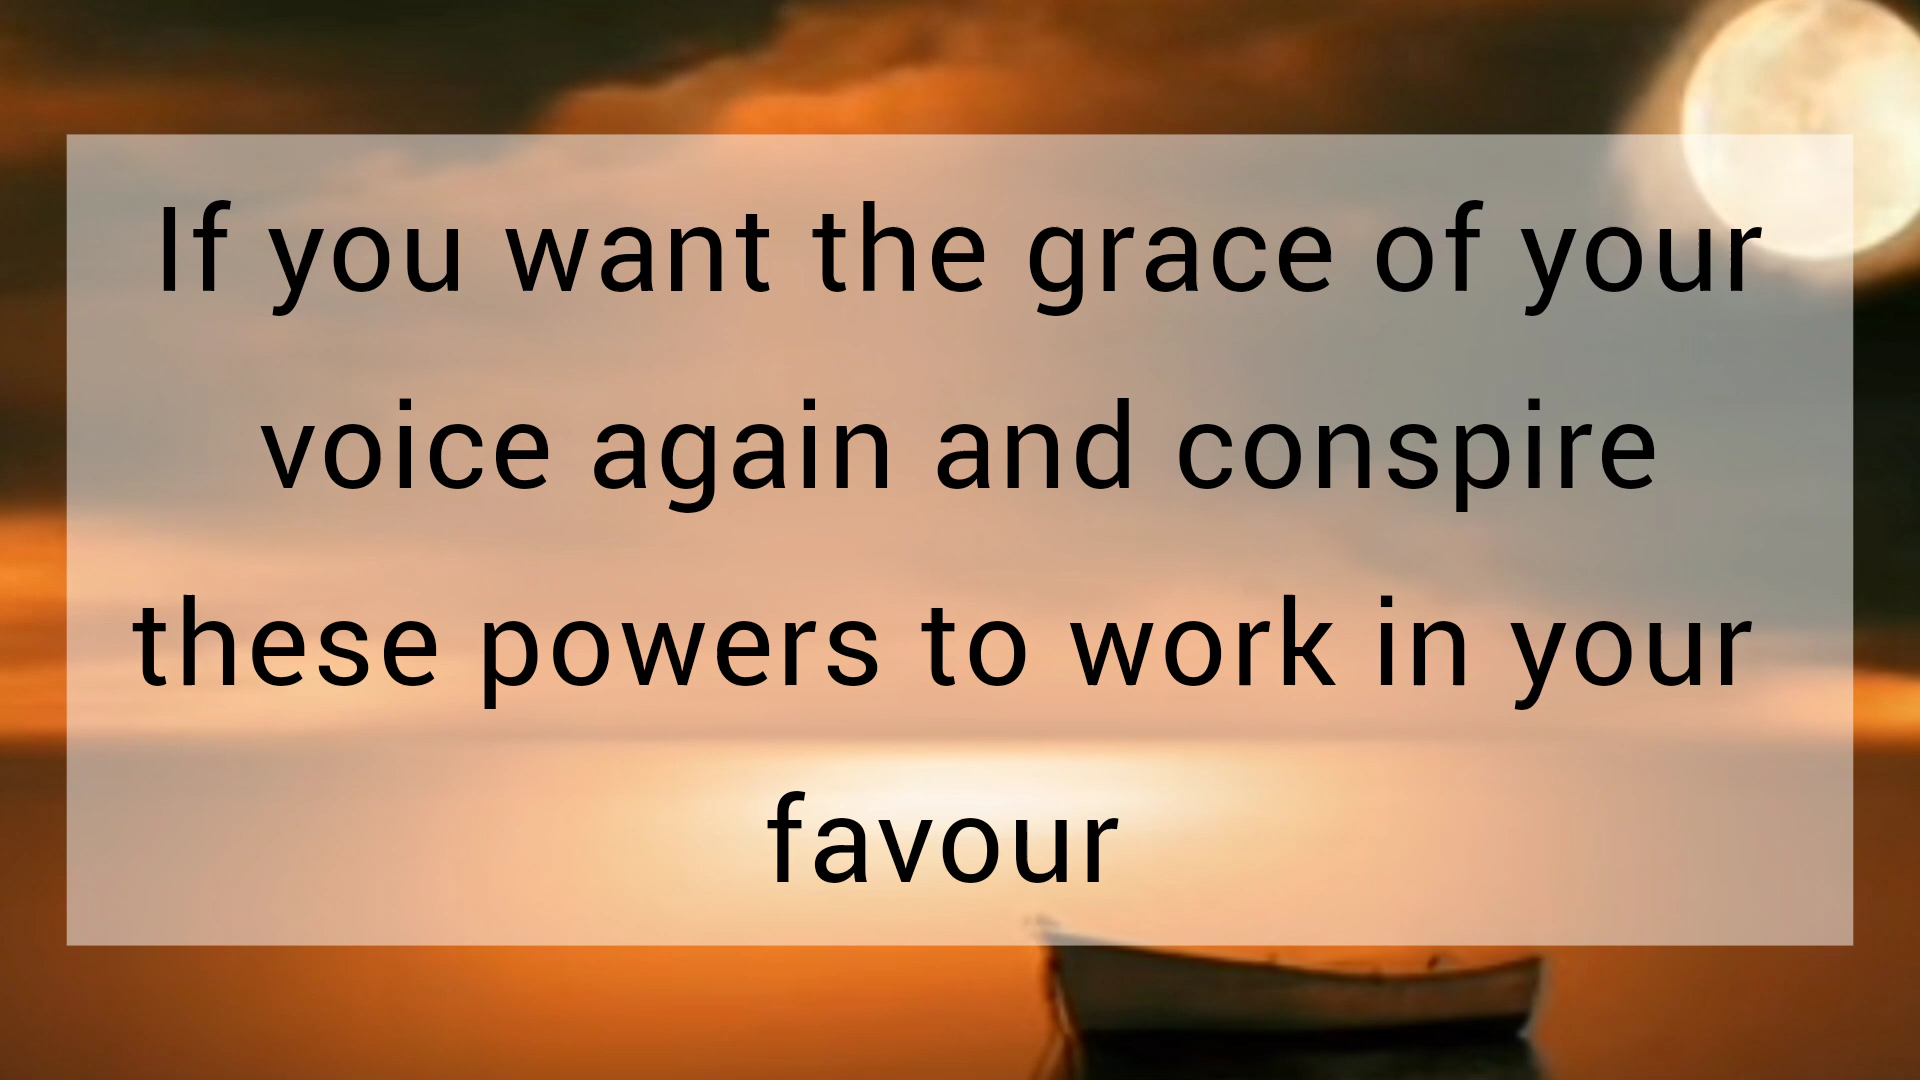 If you want the grace of your
voice again and conspire
these powers to work in your
favour